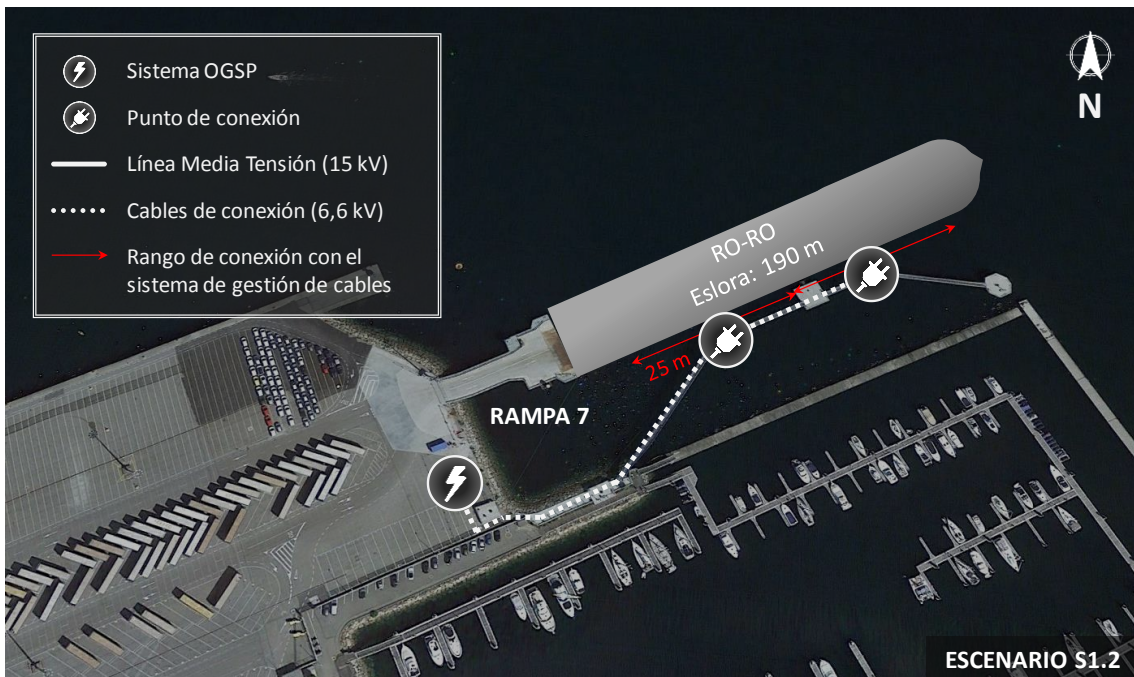 Sistema OGSP
Punto de conexión
Línea Media Tensión (15 kV)
Cables de conexión (6,6 kV)
Rango de conexión con el
sistema de gestión de cables
N
RO-RO
Eslora: 190 m
25 m
RAMPA 7
ESCENARIO S1.2